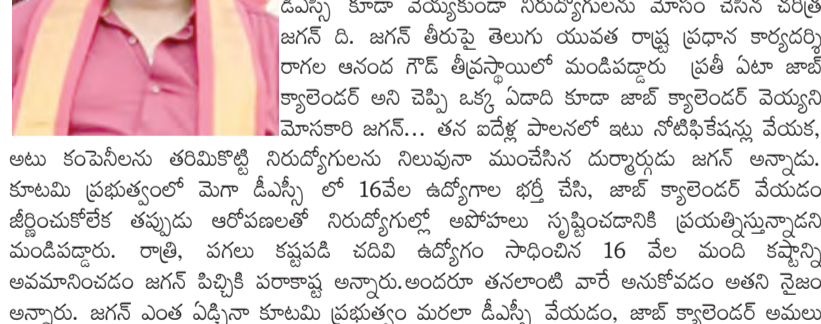 డీఎస్సీ కూడా వెయ్యకుండా నిరుద్యోగులను మోసం చేసిన చరిత్ర
జగన్ ది. జగన్ తీరుపై తెలుగు యువత రాష్ట్ర ప్రధాన కార్యదర్శి
రాగల ఆనంద గౌడ్ తీవ్రస్థాయిలో మండిపడ్డారు ప్రతీ ఏటా జాబ్
క్యాలెండర్ అని చెప్పి ఒక్క ఏడాది కూడా జాబ్ క్యాలెండర్ వెయ్యని
మోసకారి జగన్... తన ఐదేళ్ల పాలనలో ఇటు నోటిఫికేషన్లు వేయక,
అటు కంపెనీలను తరిమికొట్టి నిరుద్యోగులను నిలువునా ముంచేసిన దుర్మార్గుడు జగన్ అన్నాడు.
కూటమి ప్రభుత్వంలో మెగా డీఎస్సీ లో 16వేల ఉద్యోగాల భర్తీ చేసి, జాబ్ క్యాలెండర్ వేయడం
జీర్ణించుకోలేక తప్పుడు ఆరోపణలతో నిరుద్యోగుల్లో అపోహలు సృష్టించడానికి ప్రయత్నిస్తున్నాడని
మండిపడ్డారు. రాత్రి, పగలు కష్టపడి చదివి ఉద్యోగం సాధించిన 16 వేల మంది కష్టాన్ని
అవమానించడం జగన్ పిచ్చికి పరాకాష్ట అన్నారు.అందరూ తనలాంటి వారే అనుకోవడం అతని నైజం
అన్నారు. జగన్ ఎంత ఏడ్చినా కూటమి ప్రభుత్వం మరలా డీఎస్సీ వేయడం, జాబ్ క్యాలెండర్ అమలు